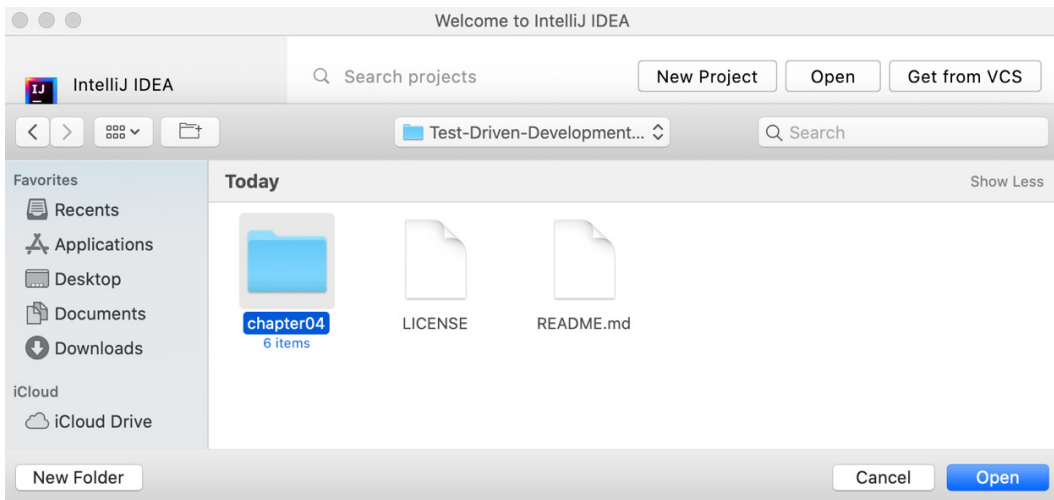 Welcome to IntelliJ IDEA
IJ IntelliJ IDEA Search projects New Project Open Get from VCS
Test-Driven-Development... Search
Favorites
Recents
Applications
Desktop
Documents
Downloads
iCloud
iCloud Drive
Today Show Less
chapter04 LICENSE README.md
6 items
New Folder Cancel Open